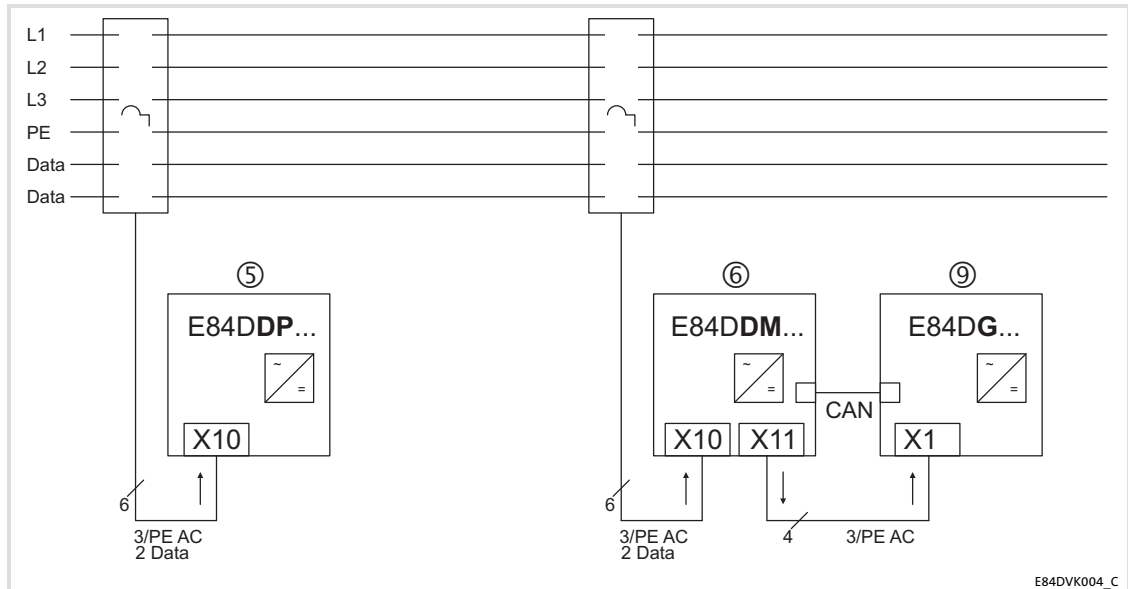 L1
L2
L3
PE
Data
Data
⑤ ⑥ ⑨
E84DDP... E84DDM... E84DG...
~ ~ ~
= = =
CAN
X10 X10 X11 X1
6 6 4
3/PE AC 3/PE AC 3/PE AC
2 Data 2 Data
E84DVK004_C